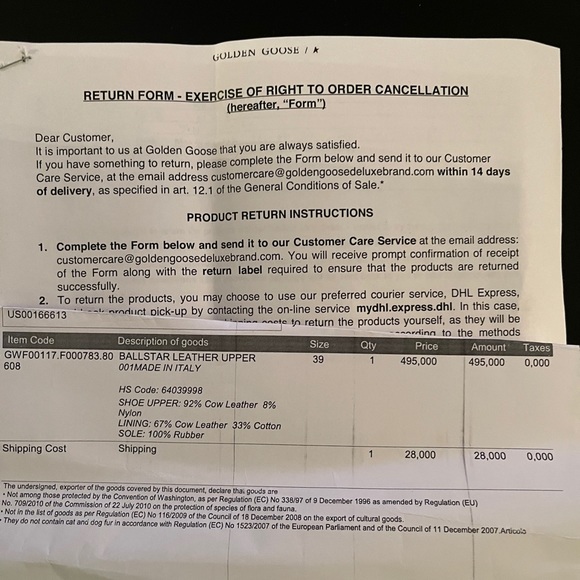 GOLDEN GOOSE / ★
RETURN FORM - EXERCISE OF RIGHT TO ORDER CANCELLATION
(hereafter, "Form")
Dear Customer,
It is important to us at Golden Goose that you are always satisfied.
If you have something to return, please complete the Form below and send it to our Customer
Care Service, at the email address customercare@goldengoosedeluxebrand.com within 14 days
of delivery, as specified in art. 12.1 of the General Conditions of Sale.*
PRODUCT RETURN INSTRUCTIONS
1. Complete the Form below and send it to our Customer Care Service at the email address:
customercare@goldengoosedeluxebrand.com. You will receive prompt confirmation of receipt
of the Form along with the return label required to ensure that the products are returned
successfully.
2. To return the products, you may choose to use our preferred courier service, DHL Express,
product pick-up by contacting the on-line service mydhl.express.dhl. In this case,
to return the products yourself, as they will be
to the methods
US00166613
Item Code Description of goods Size Qty Price Amount Taxes
GWF00117.F000783.80 BALLSTAR LEATHER UPPER 39 1 495,000 495,000 0,000
608 001MADE IN ITALY
HS Code: 64039998
SHOE UPPER: 92% Cow Leather 8%
Nylon
LINING: 67% Cow Leather 33% Cotton
SOLE: 100% Rubber
Shipping Cost Shipping 1 28,000 28,000 0,000
The undersigned, exporter of the goods covered by this document, declare that goods are
• Not among those protected by the Convention of Washington, as per Regulation (EC) No 338/97 of 9 December 1996 as amended by Regulation (EU)
No. 709/2010 of the Commission of 22 July 2010 on the protection of species of flora and fauna.
• Not in the list of goods as per Regulation (EC) No 116/2009 of the Council of 18 December 2008 on the export of cultural goods.
• They do not contain cat and dog fur in accordance with Regulation (EC) No 1523/2007 of the European Parliament and of the Council of 11 December 2007.Articolo